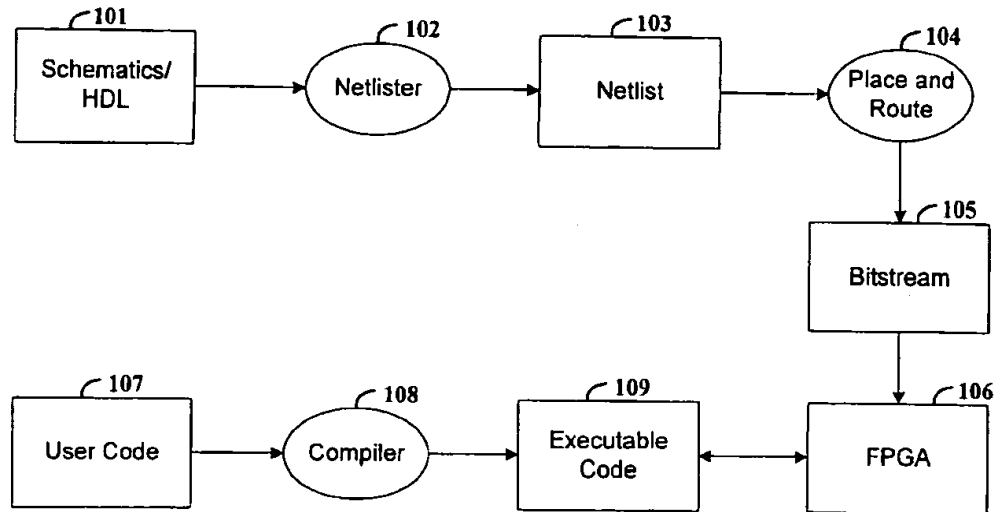 101
Schematics/
HDL
102
Netlister
103
Netlist
104
Place and
Route
105
Bitstream
107
User Code
108
Compiler
109
Executable
Code
106
FPGA